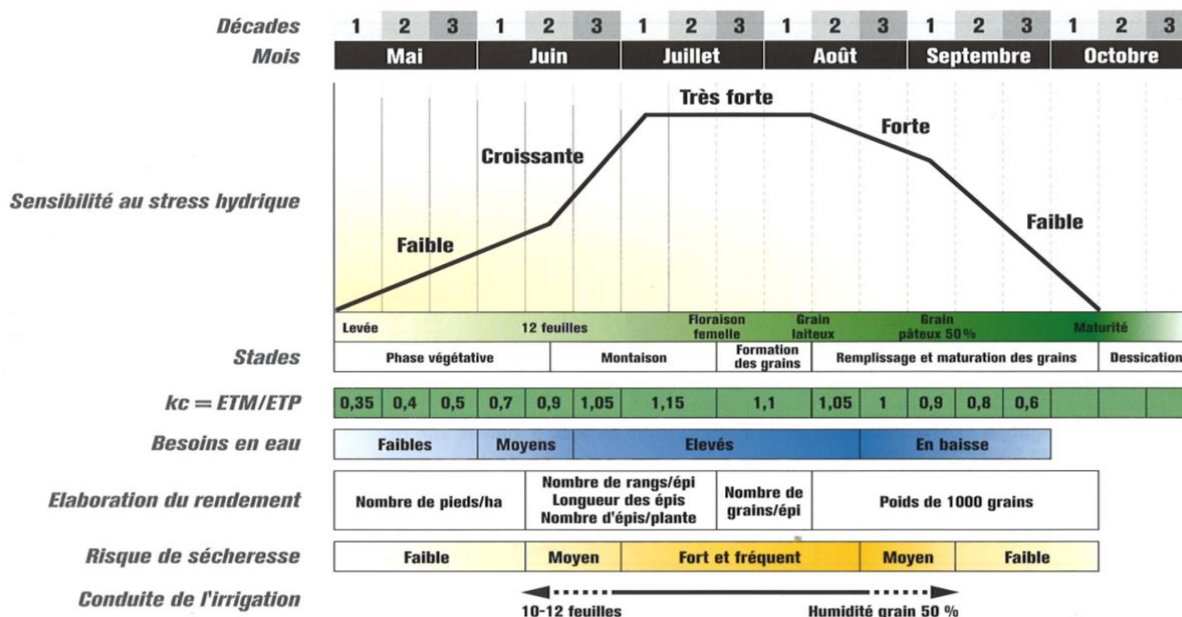 Décades 1 2 3 1 2 3 1 2 3 1 2 3 1 2 3 1 2 3
Mois Mai Juin Juillet Août Septembre Octobre
Très forte
Forte
Croissante
Sensibilité au stress hydrique
Faible
Faible
Levée 12 feuilles Floraison femelle Grain laiteux Grain pâteux 50 % Maturité
Stades Phase végétative Montaison Formation des grains Remplissage et maturation des grains Dessication
kc = ETM/ETP 0,35 0,4 0,5 0,7 0,9 1,05 1,15 1,1 1,05 1 0,9 0,8 0,6
Besoins en eau Faibles Moyens Elevés En baisse
Elaboration du rendement Nombre de pieds/ha Nombre de rangs/épi Longueur des épis Nombre d'épis/plante Nombre de grains/épi Poids de 1000 grains
Risque de sécheresse Faible Moyen Fort et fréquent Moyen Faible
Conduite de l'irrigation
10-12 feuilles Humidité grain 50 %